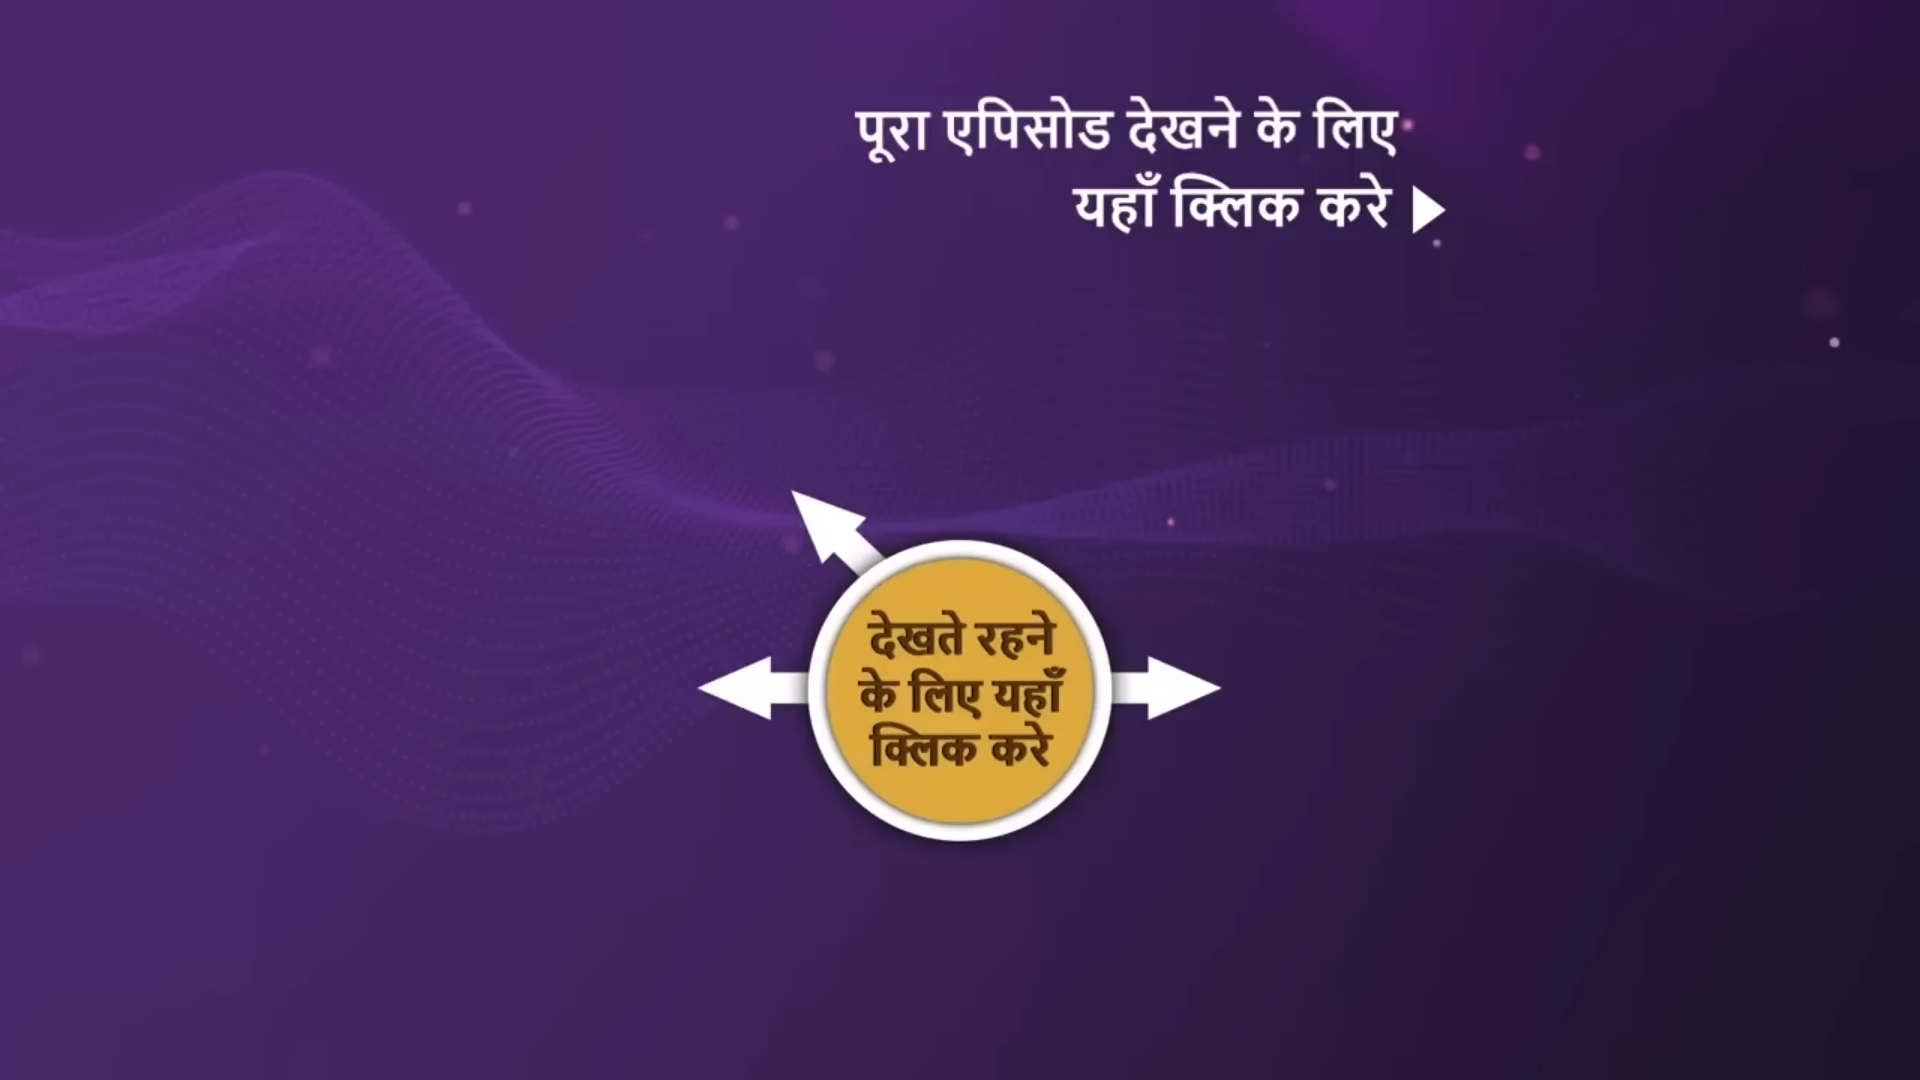 पूरा एपिसोड देखने के लिए
यहाँ क्लिक करे
देखते रहने
के लिए यहाँ
क्लिक करे